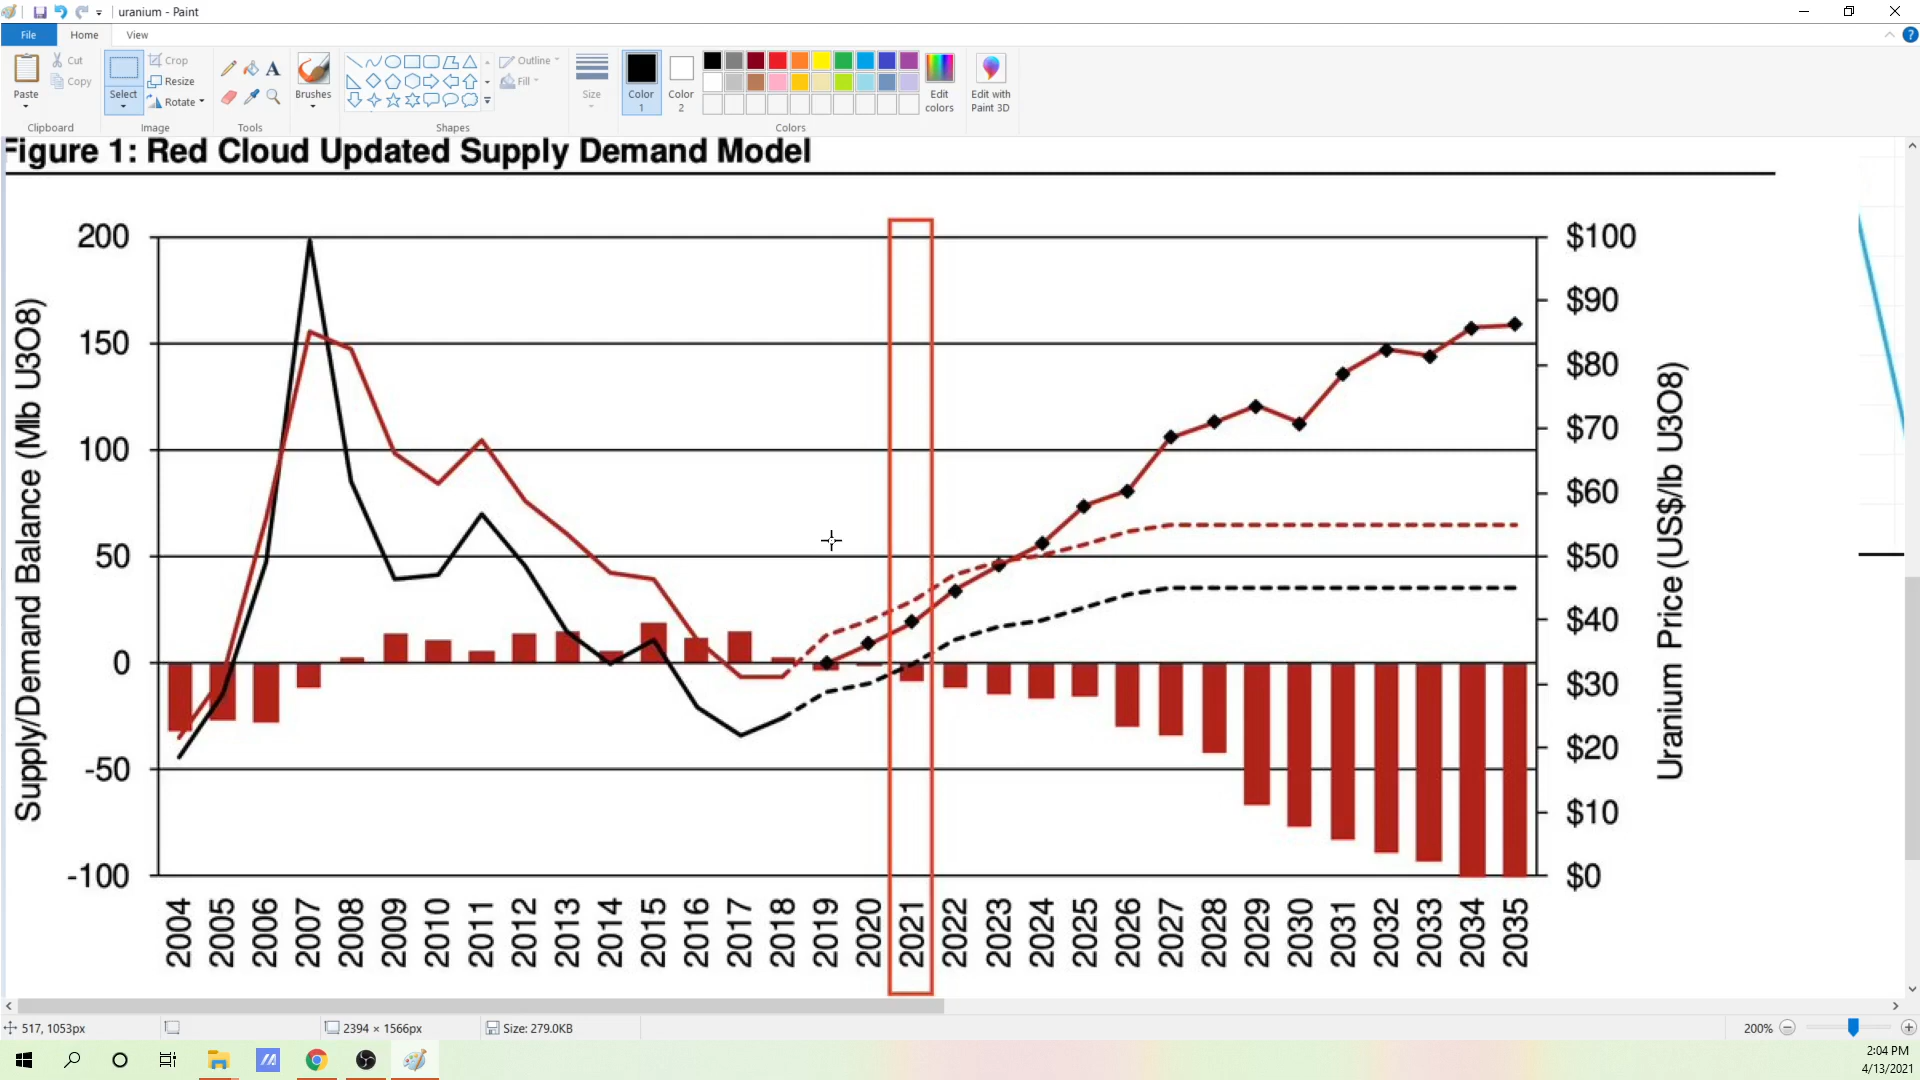 uranium - Paint
File Home View
Paste Cut Copy Select Crop Resize Rotate Brushes Outline Fill Size Color 1 Color 2 Edit colors Edit with Paint 3D
Clipboard Image Tools Shapes Colors
Figure 1: Red Cloud Updated Supply Demand Model
Supply/Demand Balance (Mlb U3O8)
200
150
100
50
0
-50
-100
$100
$90
$80
$70
$60
$50
$40
$30
$20
$10
$0
Uranium Price (US$/lb U3O8)
2004 2005 2006 2007 2008 2009 2010 2011 2012 2013 2014 2015 2016 2017 2018 2019 2020 2021 2022 2023 2024 2025 2026 2027 2028 2029 2030 2031 2032 2033 2034 2035
517, 1053px 2394 × 1566px Size: 279.0KB 200%
2:04 PM
4/13/2021